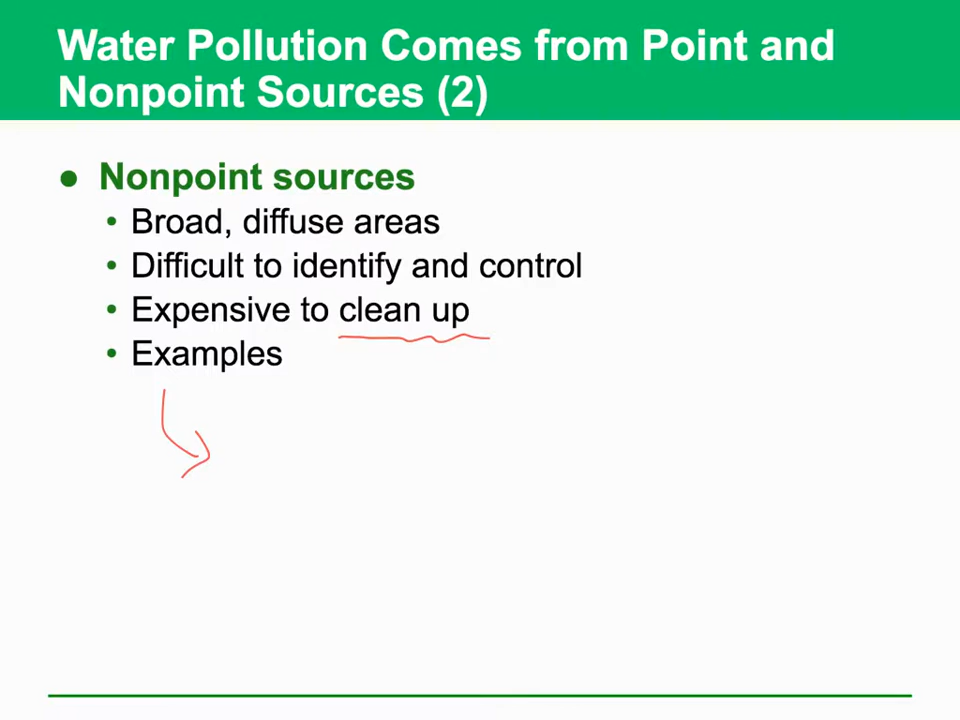 Water Pollution Comes from Point and
Nonpoint Sources (2)
● Nonpoint sources
• Broad, diffuse areas
• Difficult to identify and control
• Expensive to clean up
• Examples